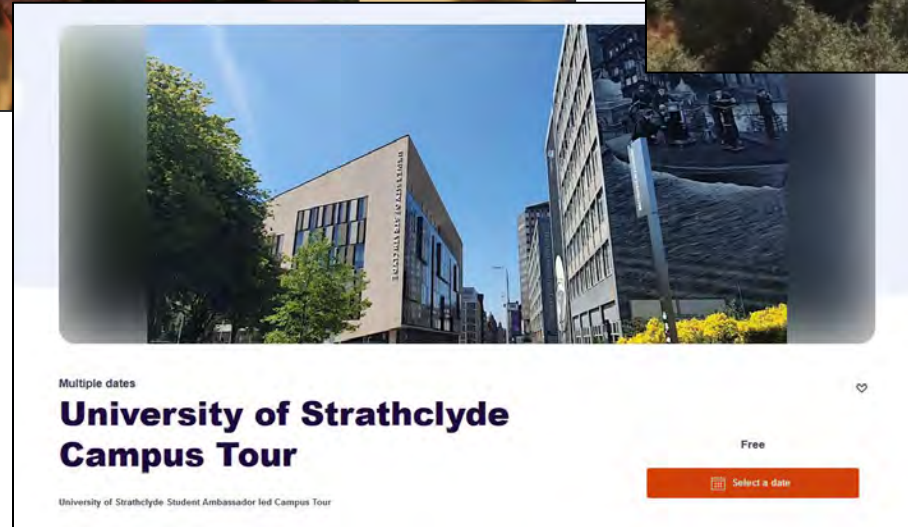 Multiple dates
University of Strathclyde
Campus Tour
University of Strathclyde Student Ambassador led Campus Tour
Free
Select a date